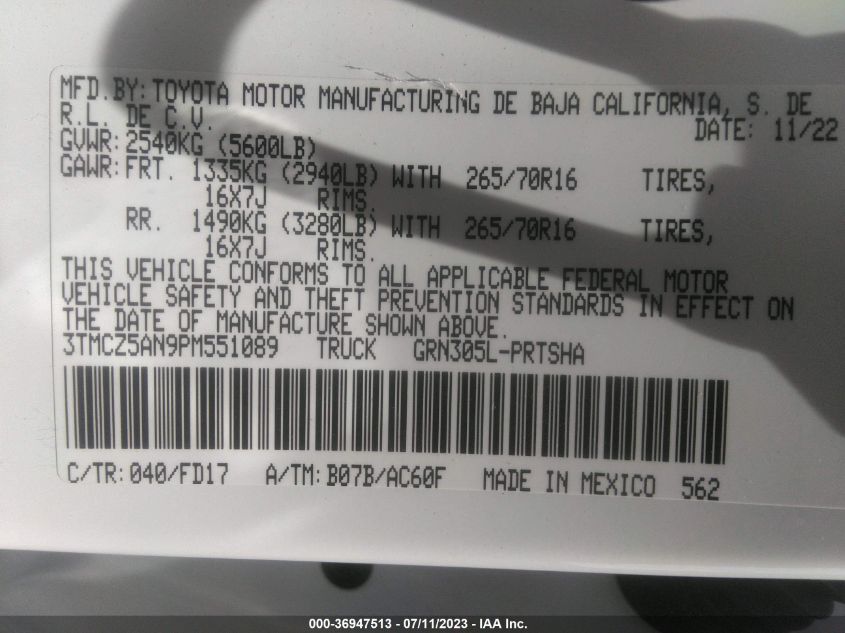 MFD.BY:TOYOTA MOTOR MANUFACTURING DE BAJA CALIFORNIA, S. DE
R.L. DE C.V. DATE: 11/22
GVWR:2540KG (5600LB)
GAWR:FRT. 1335KG (2940LB) WITH 265/70R16 TIRES,
16X7J RIMS.
RR. 1490KG (3280LB) WITH 265/70R16 TIRES,
16X7J RIMS.
THIS VEHICLE CONFORMS TO ALL APPLICABLE FEDERAL MOTOR
VEHICLE SAFETY AND THEFT PREVENTION STANDARDS IN EFFECT ON
THE DATE OF MANUFACTURE SHOWN ABOVE.
3TMCZ5AN9PM551089 TRUCK GRN305L-PRTSHA
C/TR:040/FD17 A/TM:B07B/AC60F MADE IN MEXICO 562
000-36947513 - 07/11/2023 - IAA Inc.